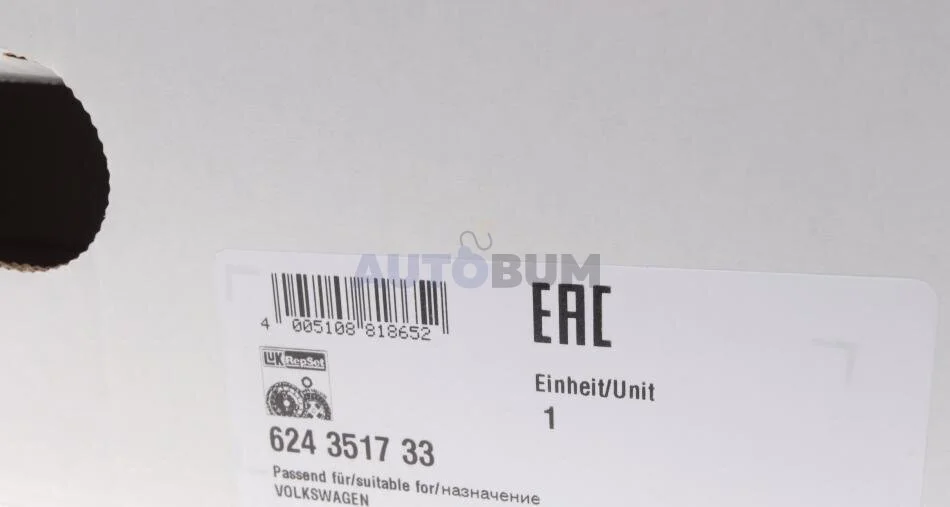 AUTOBUM
4 005108 818652
EAC
LuK RepSet
Einheit/Unit
1
624 3517 33
Passend für/suitable for/назначение
VOLKSWAGEN